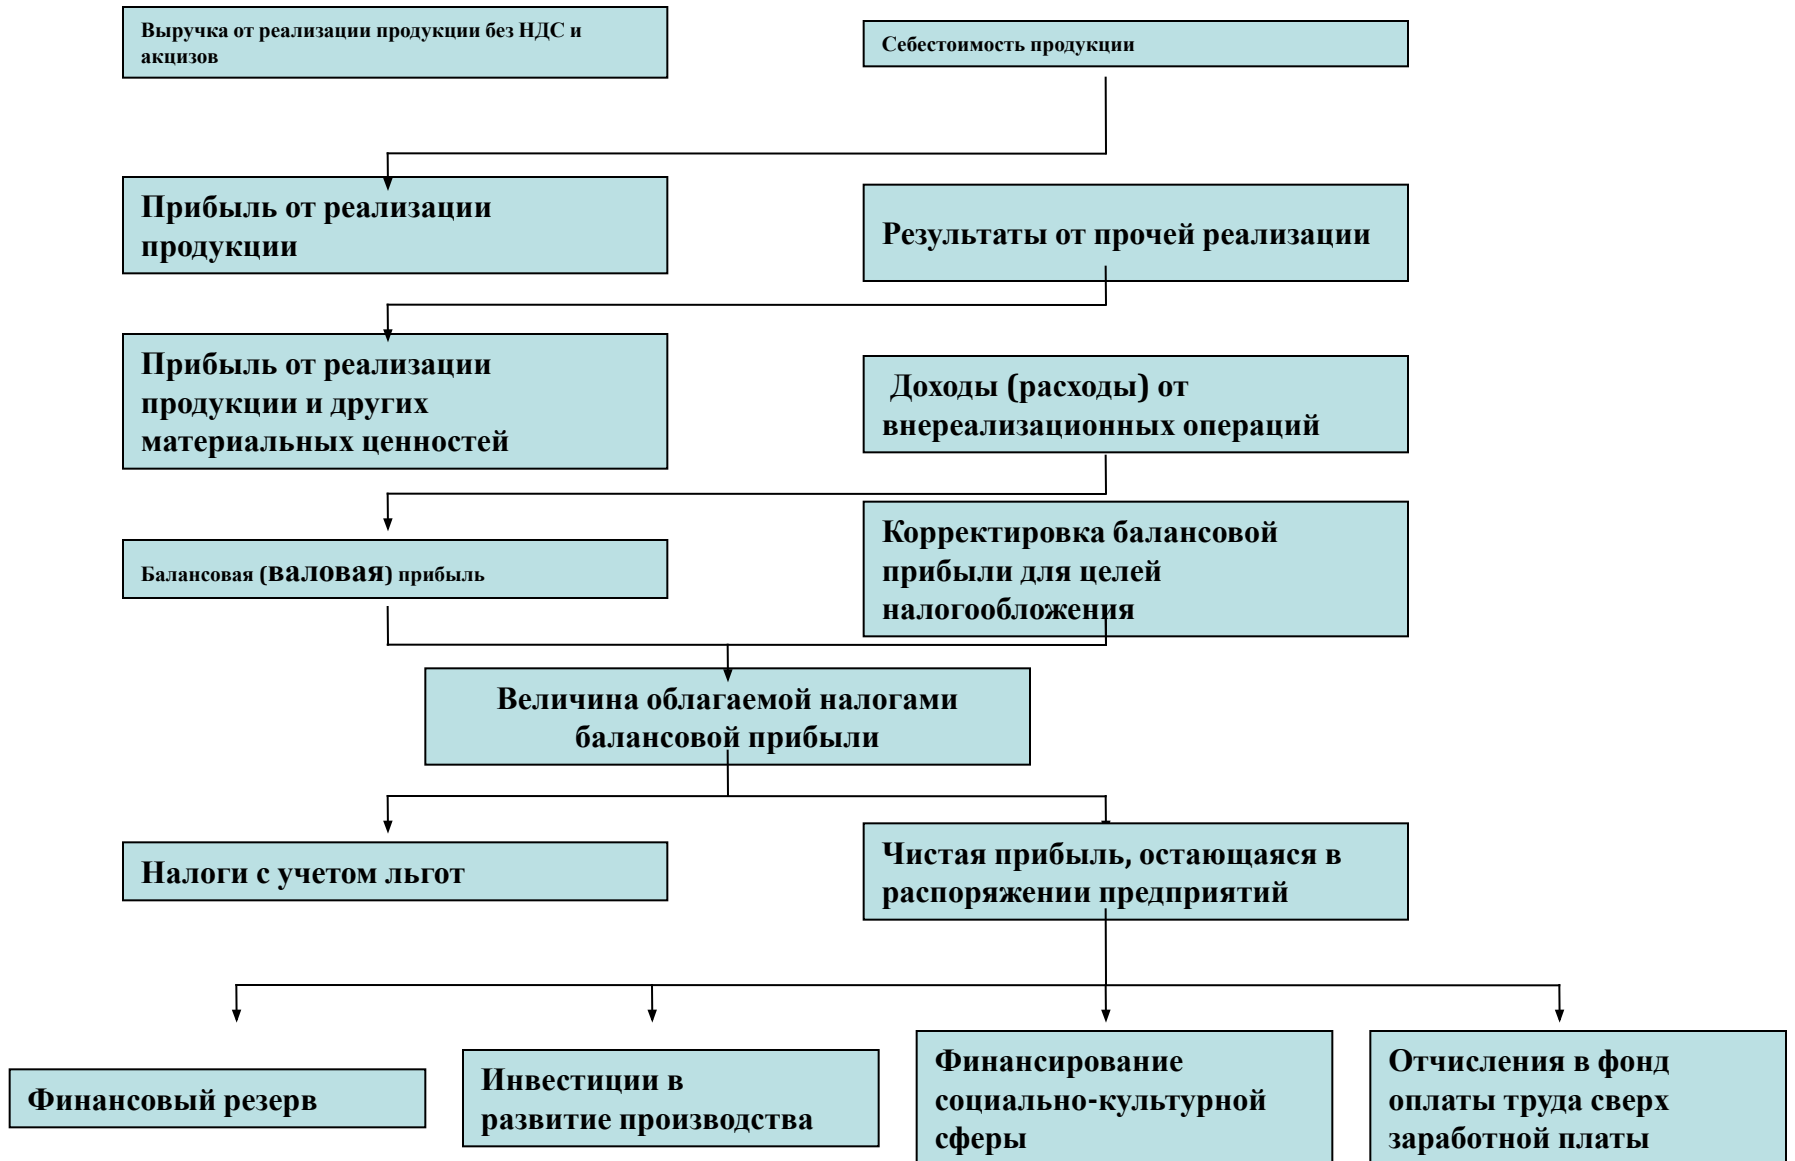 Выручка от реализации продукции без НДС и
акцизов
Себестоимость продукции
Прибыль от реализации
продукции
Результаты от прочей реализации
Прибыль от реализации
продукции и других
материальных ценностей
Доходы (расходы) от
внереализационных операций
Балансовая (валовая) прибыль
Корректировка балансовой
прибыли для целей
налогообложения
Величина облагаемой налогами
балансовой прибыли
Налоги с учетом льгот
Чистая прибыль, остающаяся в
распоряжении предприятий
Финансовый резерв
Инвестиции в
развитие производства
Финансирование
социально-культурной
сферы
Отчисления в фонд
оплаты труда сверх
заработной платы